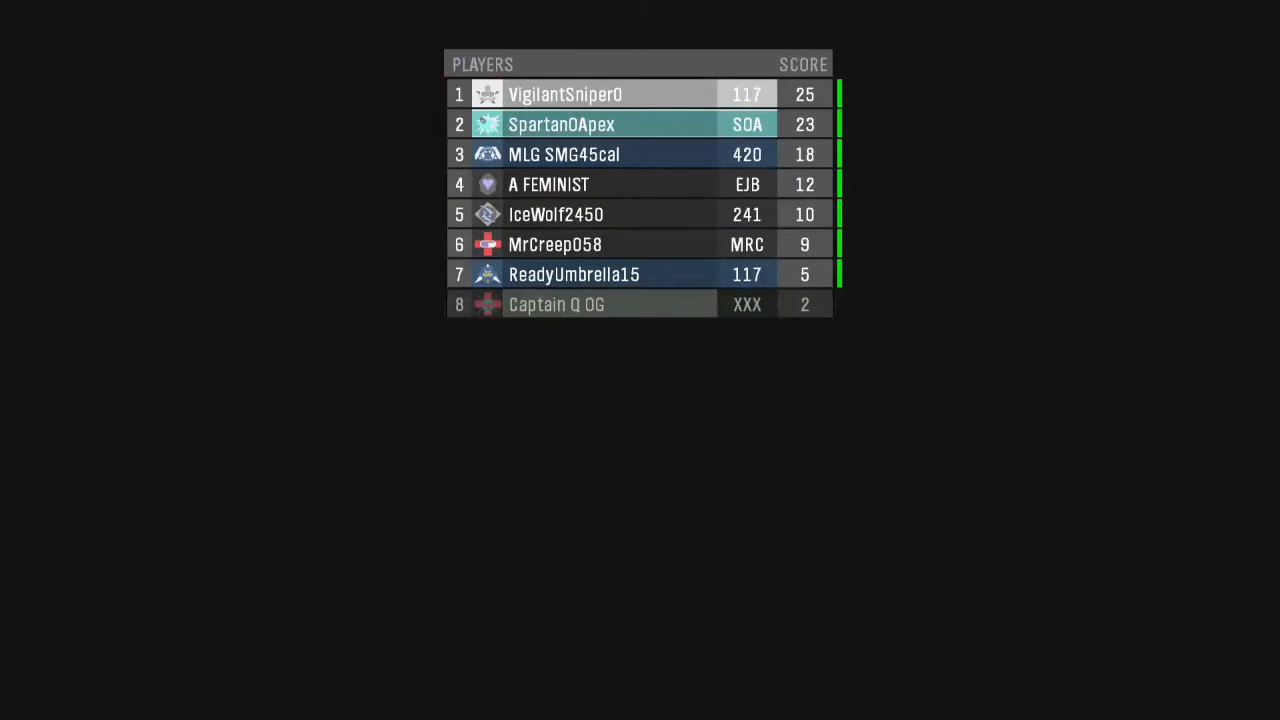 PLAYERS SCORE
1 VigilantSniper0 117 25
2 Spartan0Apex SOA 23
3 MLG SMG45cal 420 18
4 A FEMINIST EJB 12
5 IceWolf2450 241 10
6 MrCreep058 MRC 9
7 ReadyUmbrella15 117 5
8 Captain Q OG XXX 2